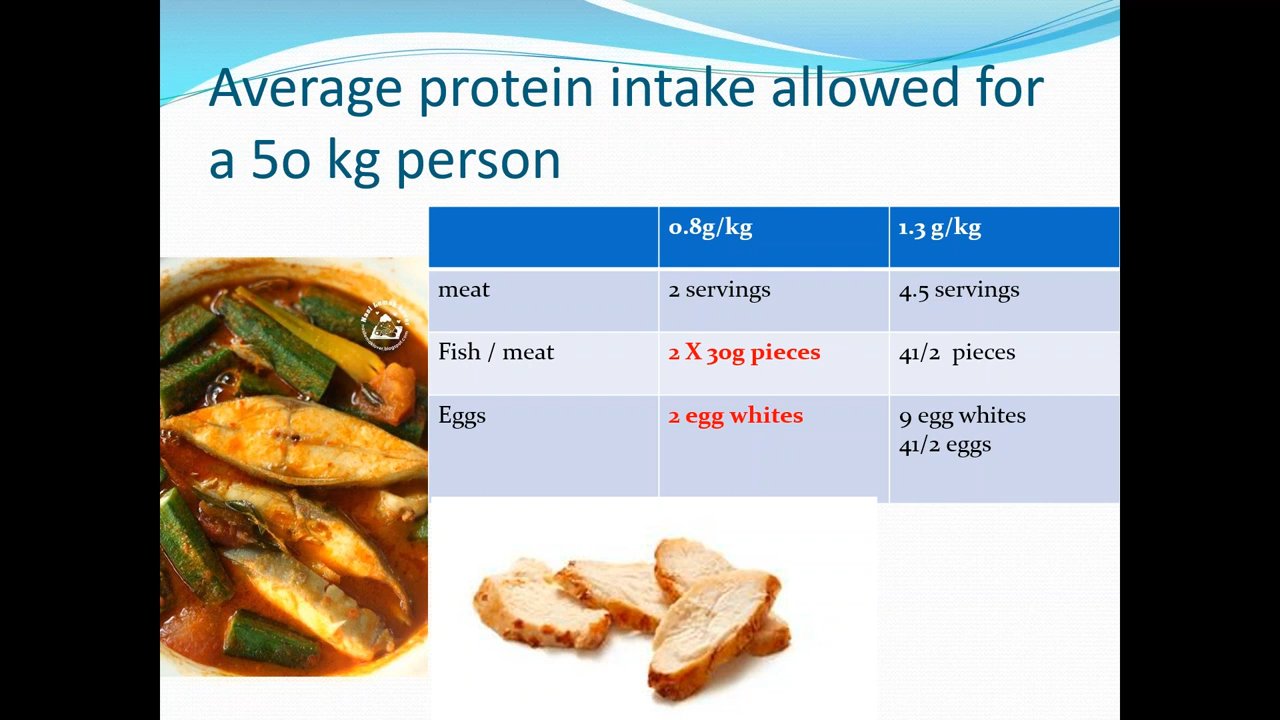 Average protein intake allowed for
a 50 kg person
0.8g/kg
1.3 g/kg
meat
2 servings
4.5 servings
Fish / meat
2 X 30g pieces
41/2 pieces
Eggs
2 egg whites
9 egg whites
41/2 eggs